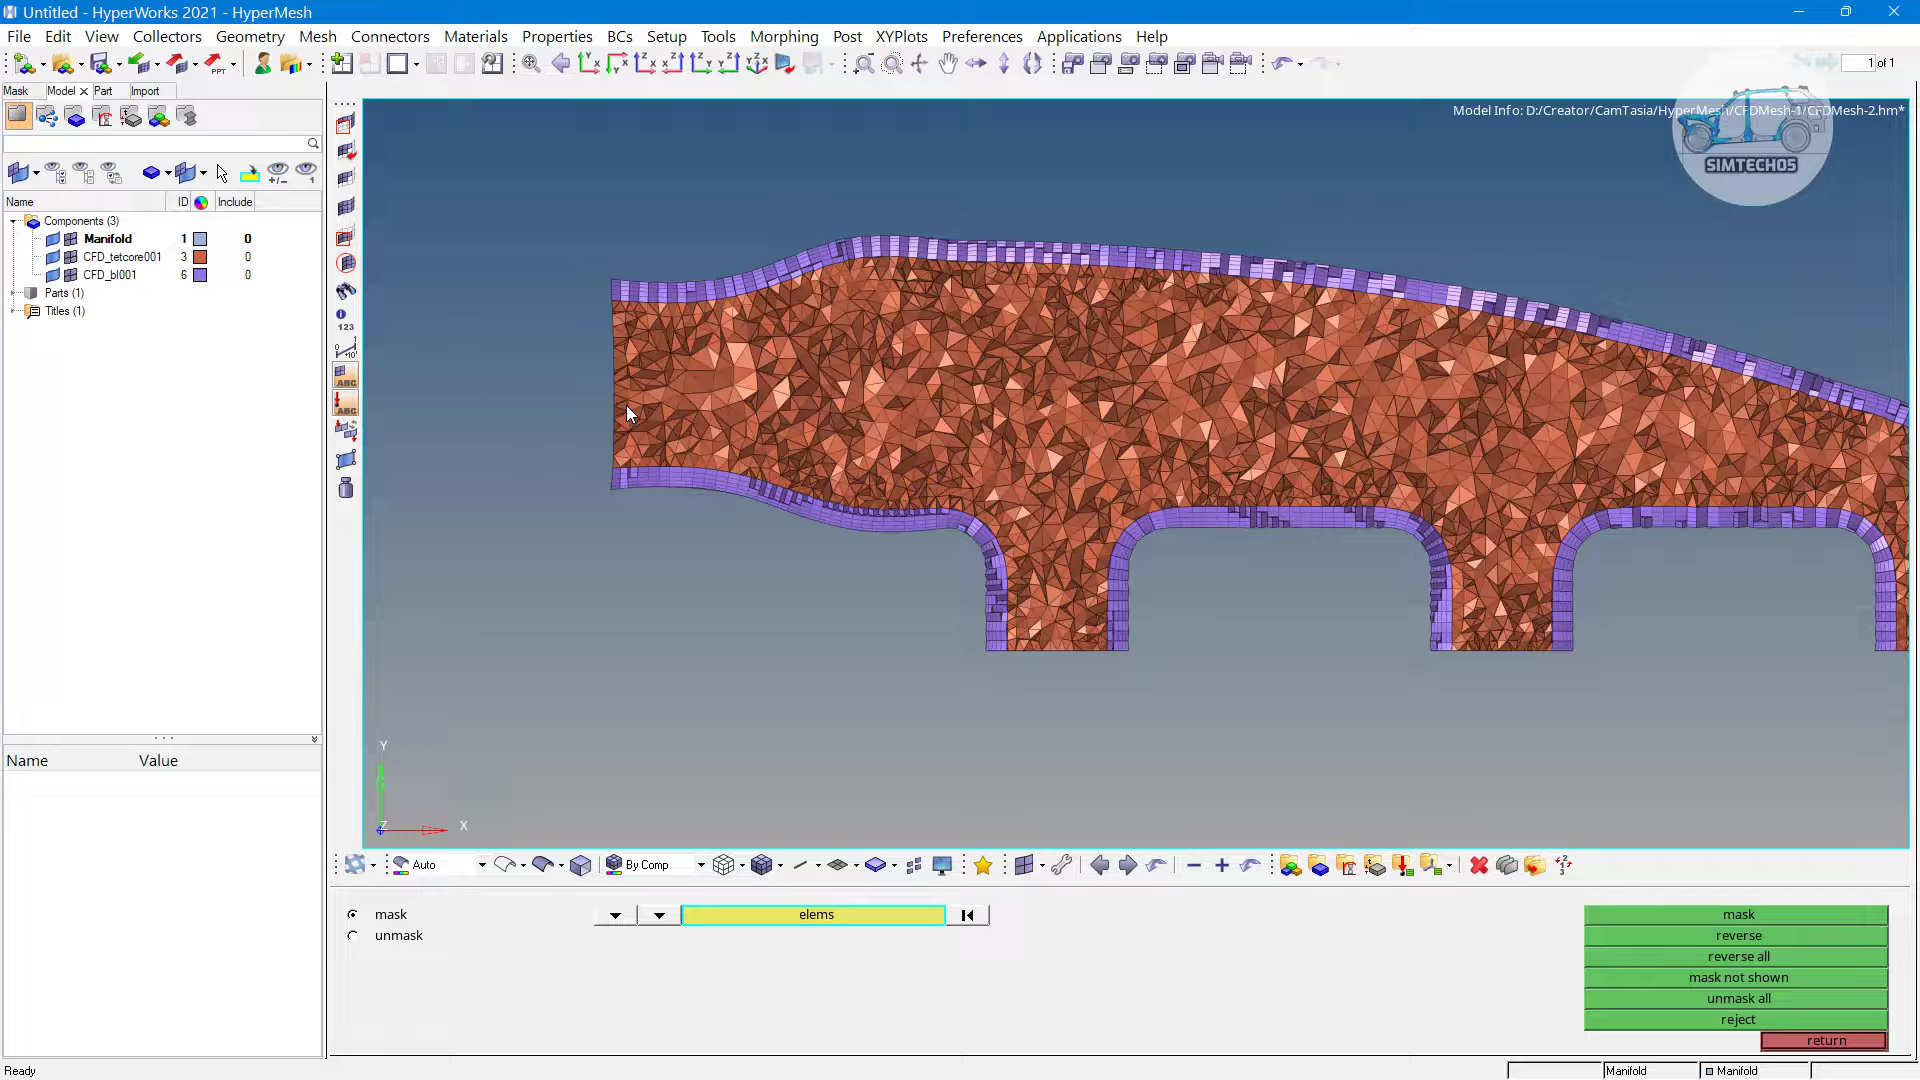 Untitled - HyperWorks 2021 - HyperMesh
File Edit View Collectors Geometry Mesh Connectors Materials Properties BCs Setup Tools Morphing Post XYPlots Preferences Applications Help
PPT
1 of 1
Mask Model Part Import
Model Info: D:/Creator/CamTasia/HyperMesh/CFDMesh-1/CFDMesh-2.hm*
SIMTECH05
Name ID Include
Components (3)
Manifold 1 0
CFD_tetcore001 3 0
CFD_bl001 6 0
Parts (1)
Titles (1)
123
ABC
ABC
Name Value
Y
Z
X
Auto By Comp
mask elems mask
unmask reverse
reverse all
mask not shown
unmask all
reject
return
Ready Manifold Manifold